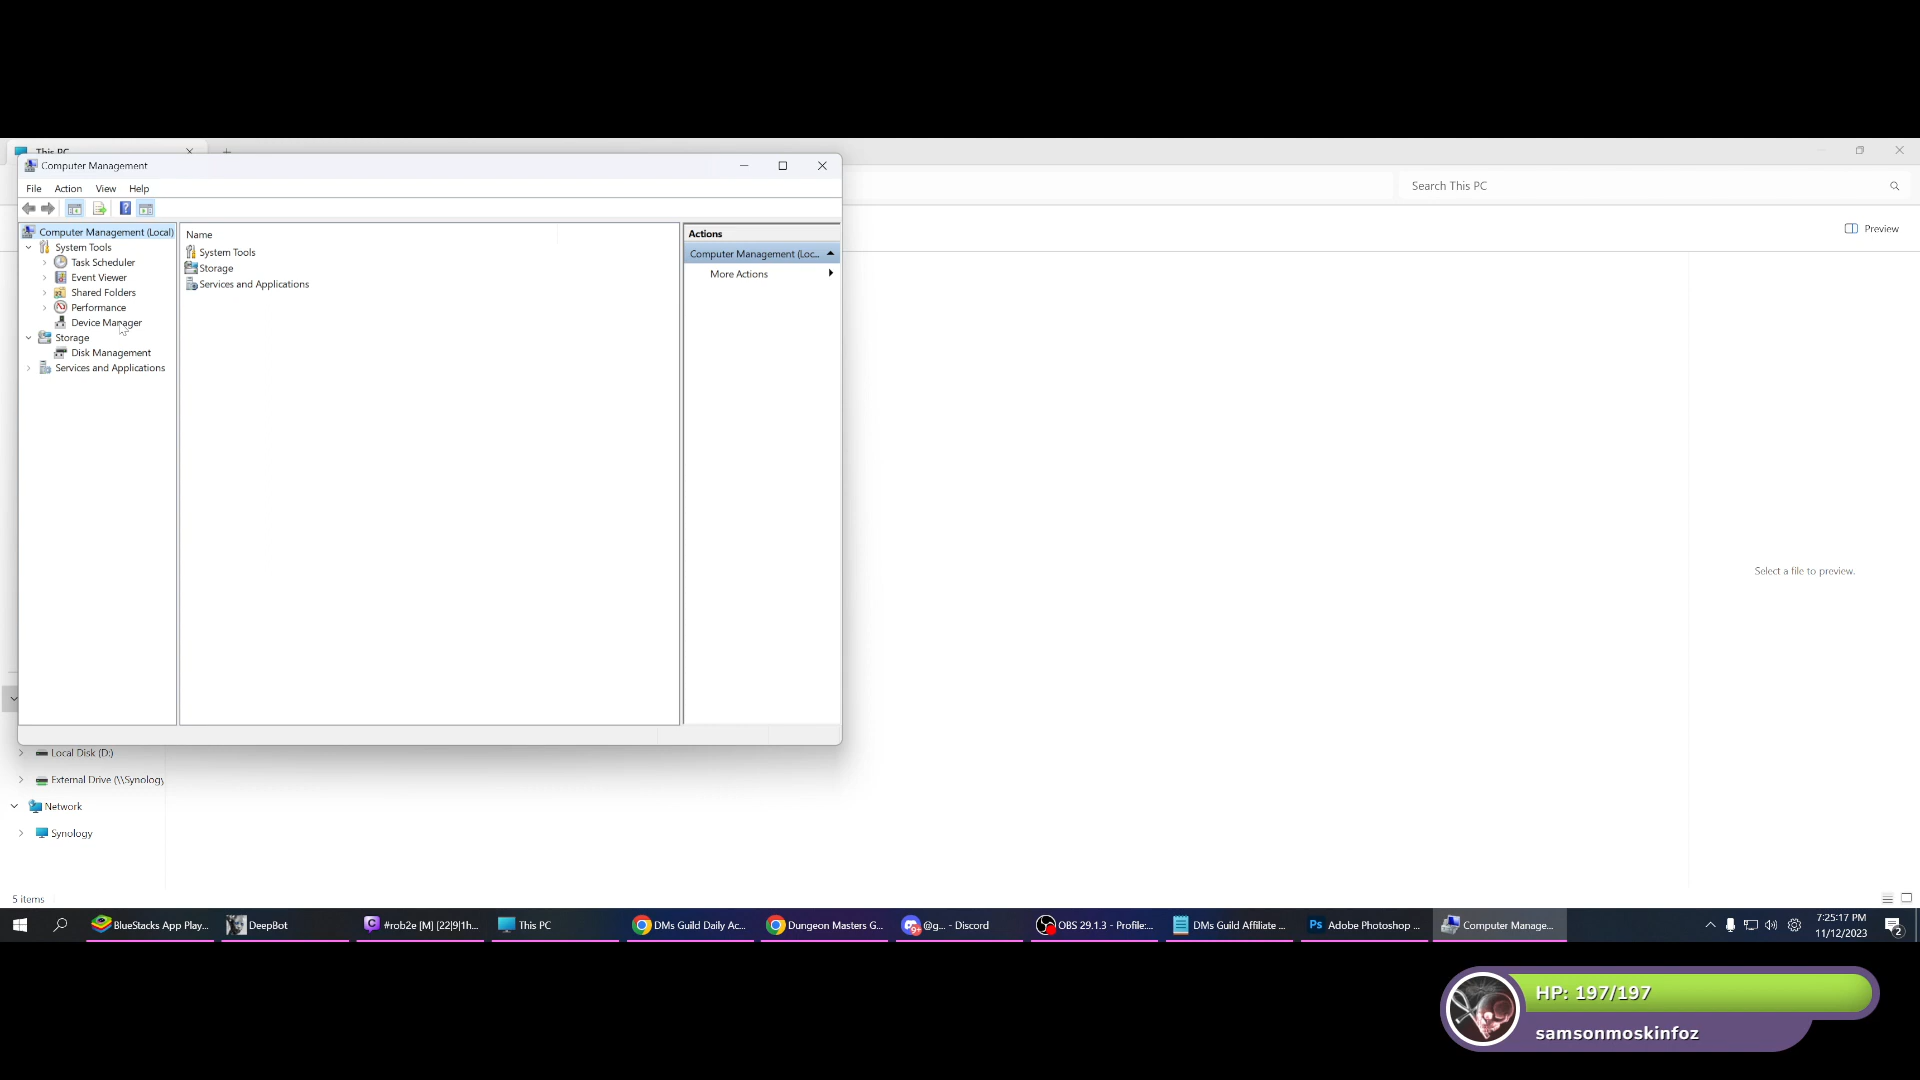 This PC
Computer Management
File Action View Help
Search This PC
Preview
Computer Management (Local)
System Tools
Task Scheduler
Event Viewer
Shared Folders
Performance
Device Manager
Storage
Disk Management
Services and Applications
Name
System Tools
Storage
Services and Applications
Actions
Computer Management (Loc...
More Actions
Select a file to preview.
Local Disk (D:)
External Drive (\\Synology
Network
Synology
5 items
BlueStacks App Play...
DeepBot
#rob2e [M] [22|9|1h...
This PC
DMs Guild Daily Ac...
Dungeon Masters G...
@g... - Discord
OBS 29.1.3 - Profile:...
DMs Guild Affiliate ...
Adobe Photoshop ...
Computer Manage...
7:25:17 PM
11/12/2023
2
HP: 197/197
samsonmoskinfoz